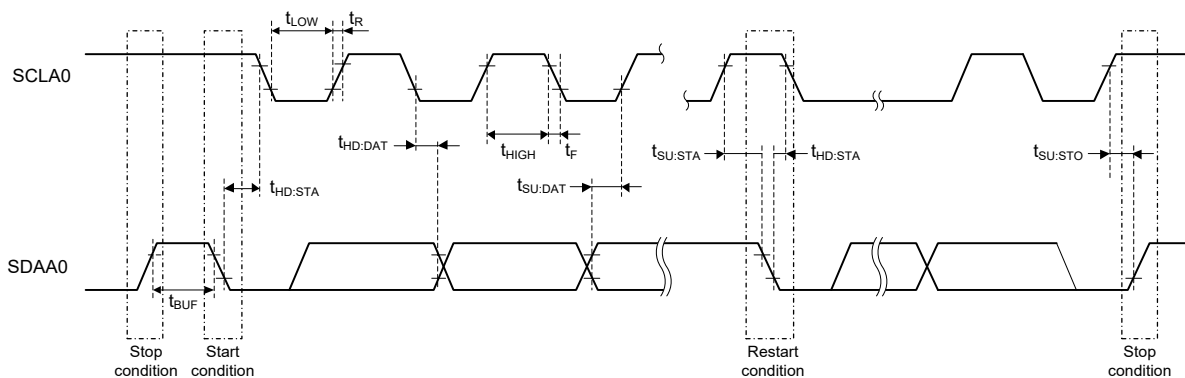 tLOW
tR
SCLA0
tHD:DAT
tHIGH
tF
tSU:STA
tHD:STA
tSU:STO
tHD:STA
tSU:DAT
SDAA0
tBUF
Stop
condition
Start
condition
Restart
condition
Stop
condition